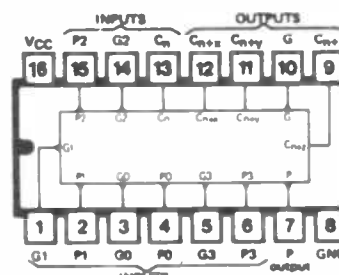 INPUTS OUTPUTS
VCC P2 G2 Cn Cn+x Cn+y G
16 15 14 13 12 11 10 9
P2 G2 Cn Cn+x Cn+y G
G1 Cn+z
P1 G0 P0 G3 P3 P
1 2 3 4 5 6 7 8
G1 P1 G0 P0 G3 P3 P
output